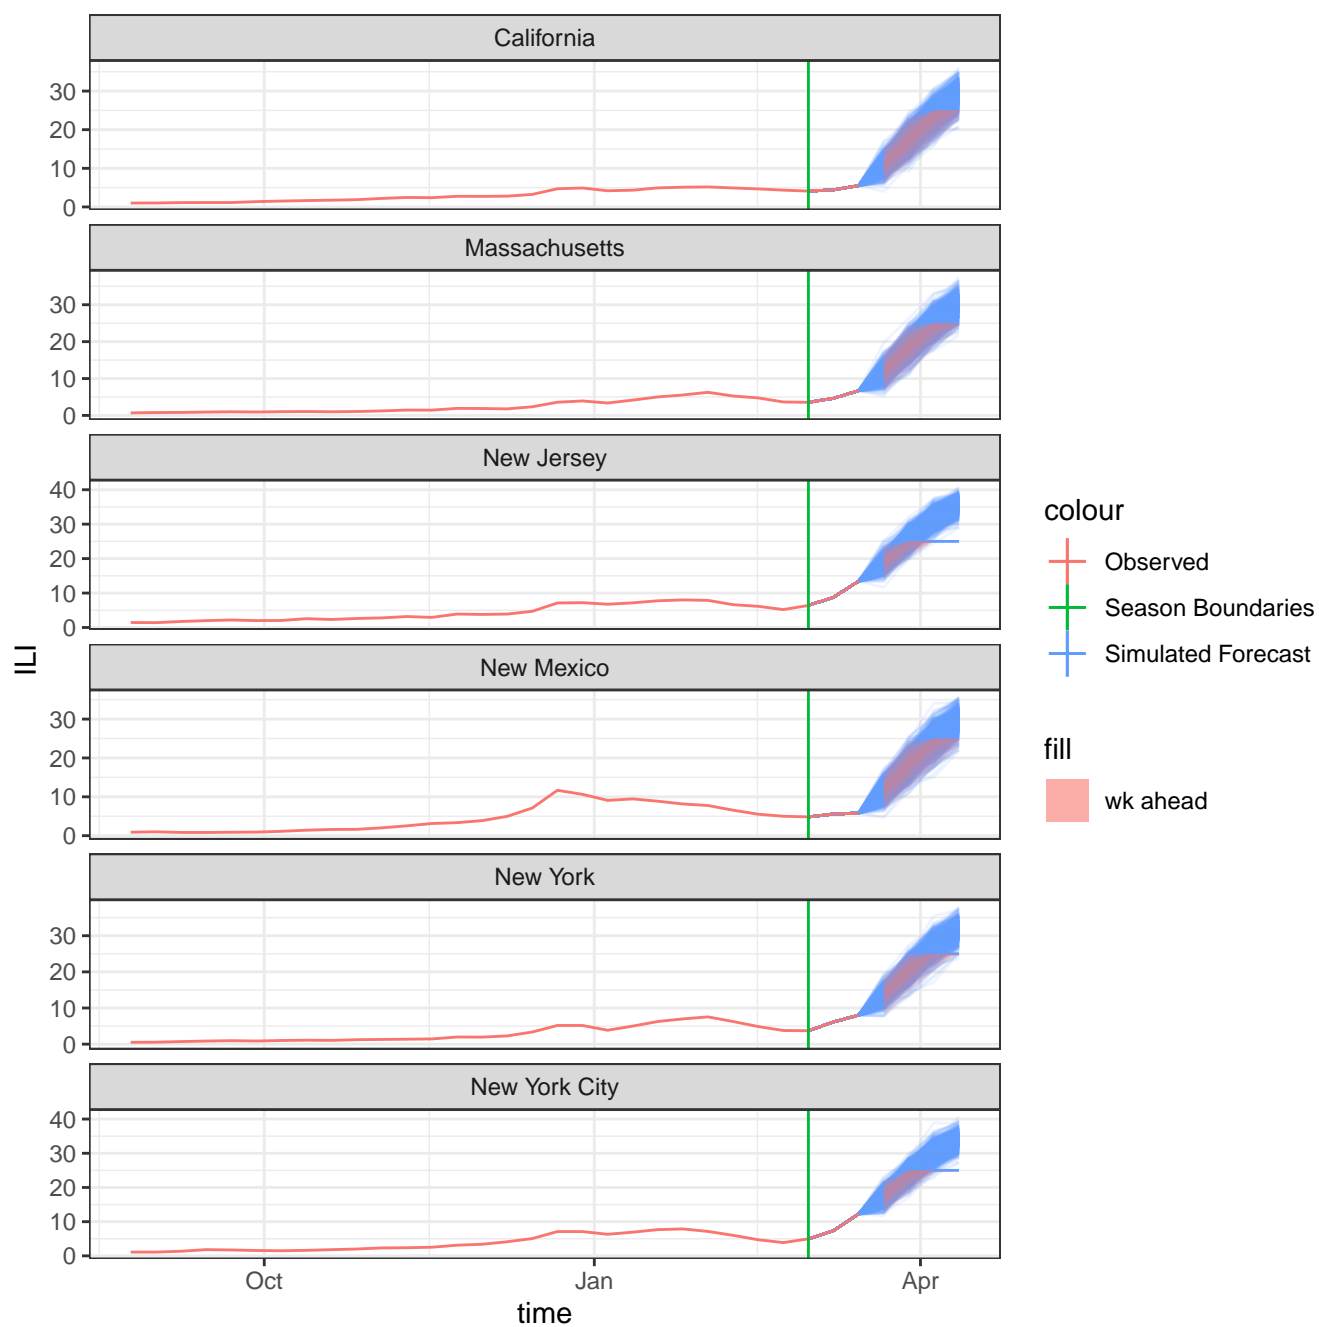 California
30
20
10
0
Massachusetts
30
20
10
0
New Jersey
40
30
20
10
0
New Mexico
30
20
10
0
New York
30
20
10
0
New York City
40
30
20
10
0
Oct Jan Apr
time
ILI
colour
Observed
Season Boundaries
Simulated Forecast
fill
wk ahead